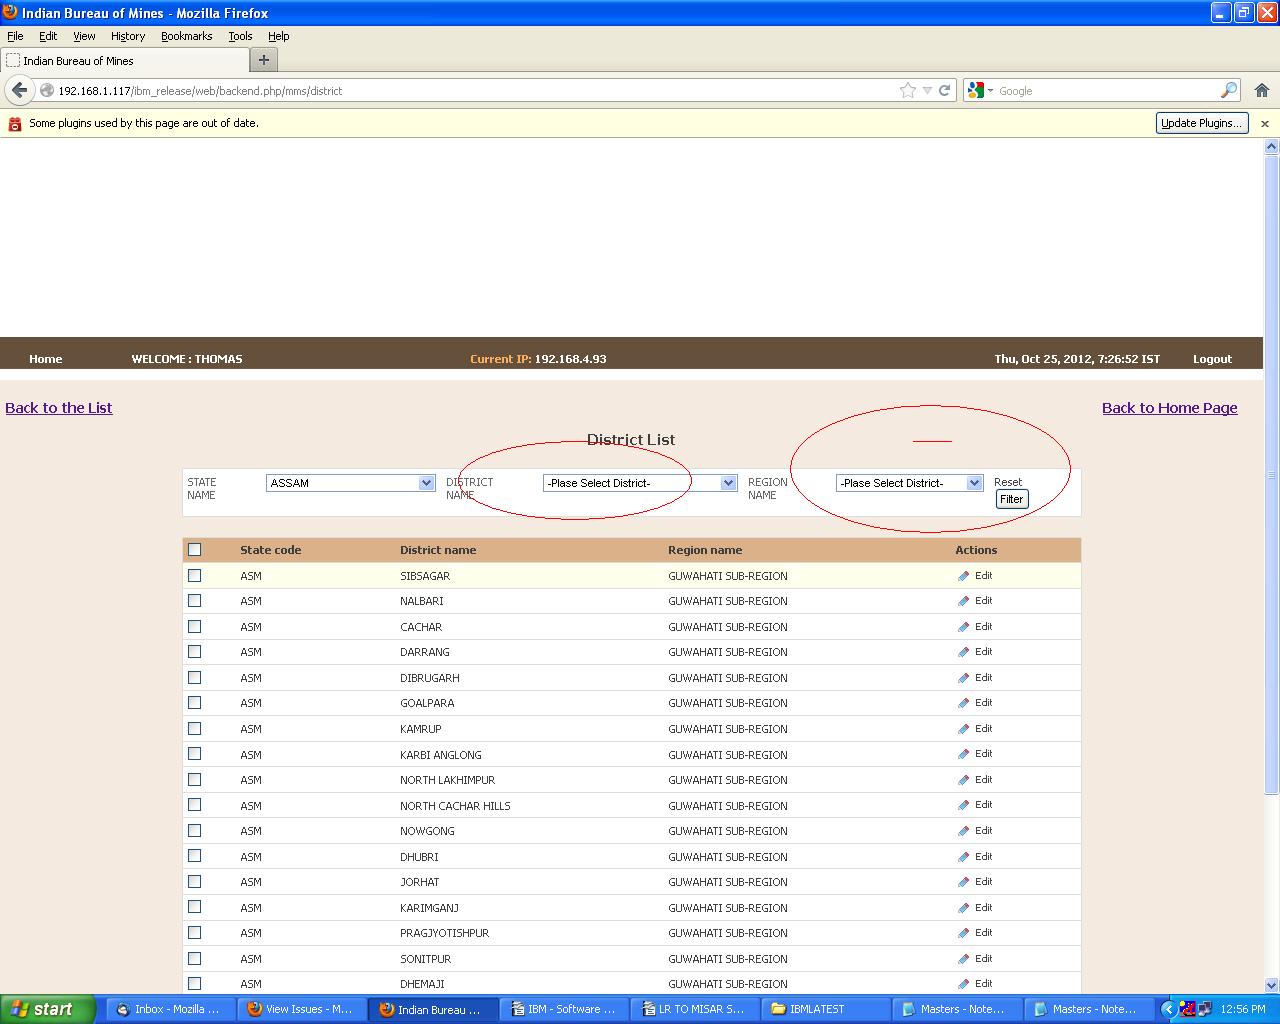 Indian Bureau of Mines - Mozilla Firefox
File Edit View History Bookmarks Tools Help
Indian Bureau of Mines
192.168.1.117/ibm_release/web/backend.php/mms/district
Google
Some plugins used by this page are out of date.
Update Plugins...
Home WELCOME : THOMAS Current IP: 192.168.4.93 Thu, Oct 25, 2012, 7:26:52 IST Logout
Back to the List Back to Home Page
District List
STATE NAME ASSAM DISTRICT NAME -Plase Select District- REGION NAME -Plase Select District- Reset
Filter
State code District name Region name Actions
ASM SIBSAGAR GUWAHATI SUB-REGION Edit
ASM NALBARI GUWAHATI SUB-REGION Edit
ASM CACHAR GUWAHATI SUB-REGION Edit
ASM DARRANG GUWAHATI SUB-REGION Edit
ASM DIBRUGARH GUWAHATI SUB-REGION Edit
ASM GOALPARA GUWAHATI SUB-REGION Edit
ASM KAMRUP GUWAHATI SUB-REGION Edit
ASM KARBI ANGLONG GUWAHATI SUB-REGION Edit
ASM NORTH LAKHIMPUR GUWAHATI SUB-REGION Edit
ASM NORTH CACHAR HILLS GUWAHATI SUB-REGION Edit
ASM NOWGONG GUWAHATI SUB-REGION Edit
ASM DHUBRI GUWAHATI SUB-REGION Edit
ASM JORHAT GUWAHATI SUB-REGION Edit
ASM KARIMGANJ GUWAHATI SUB-REGION Edit
ASM PRAGJYOTISHPUR GUWAHATI SUB-REGION Edit
ASM SONITPUR GUWAHATI SUB-REGION Edit
ASM DHEMAJI GUWAHATI SUB-REGION Edit
start Inbox - Mozilla ... View Issues - M... Indian Bureau ... IBM - Software ... LR TO MISAR S... IBMLATEST Masters - Note... Masters - Note... 12:56 PM